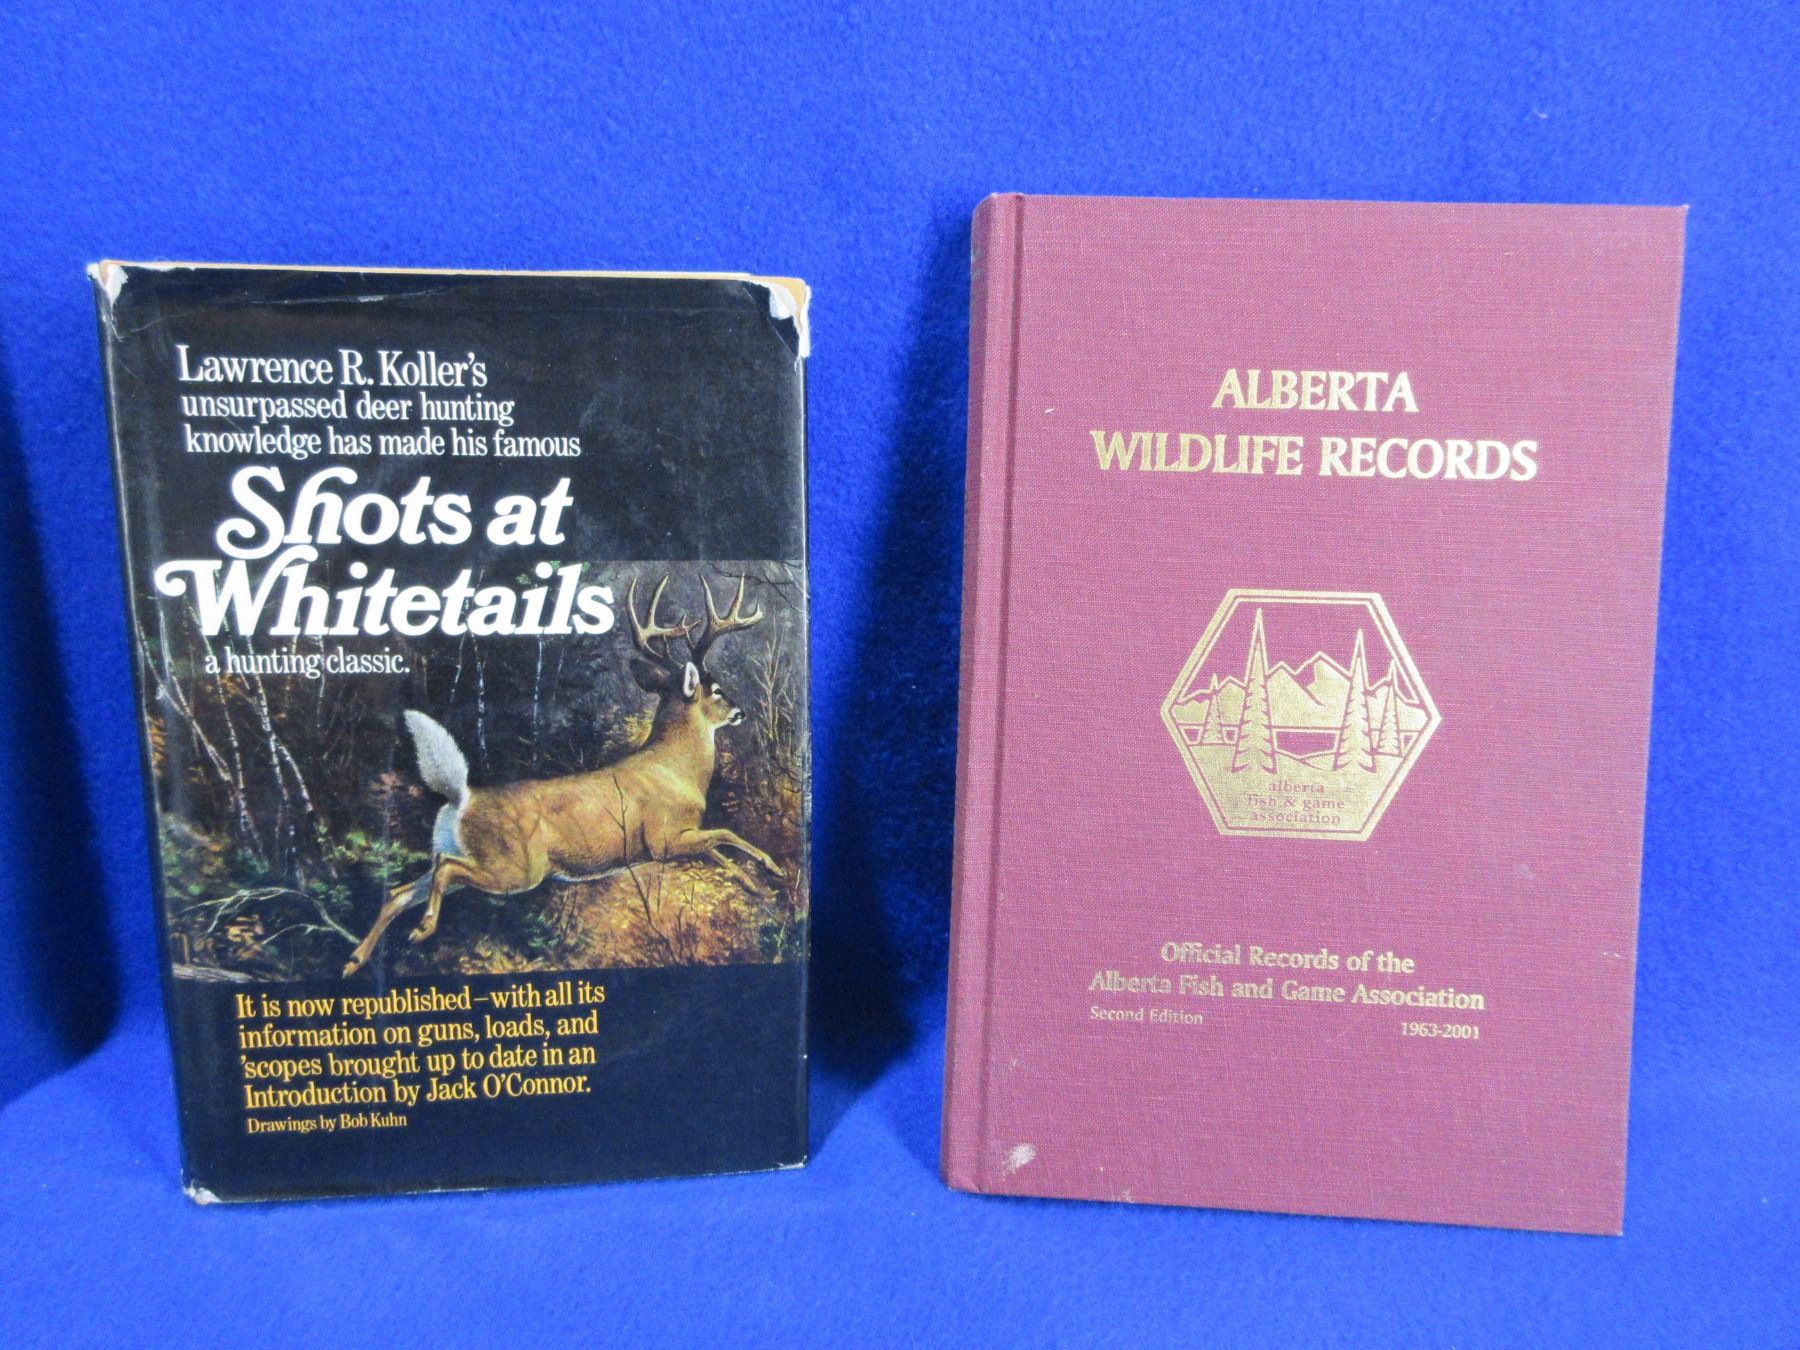 Lawrence R. Koller's
unsurpassed deer hunting
knowledge has made his famous
Shots at
Whitetails
a hunting classic.
It is now republished—with all its
information on guns, loads, and
'scopes brought up to date in an
Introduction by Jack O'Connor.
Drawings by Bob Kuhn
ALBERTA
WILDLIFE RECORDS
alberta
fish & game
association
Official Records of the
Alberta Fish and Game Association
Second Edition 1963-2001